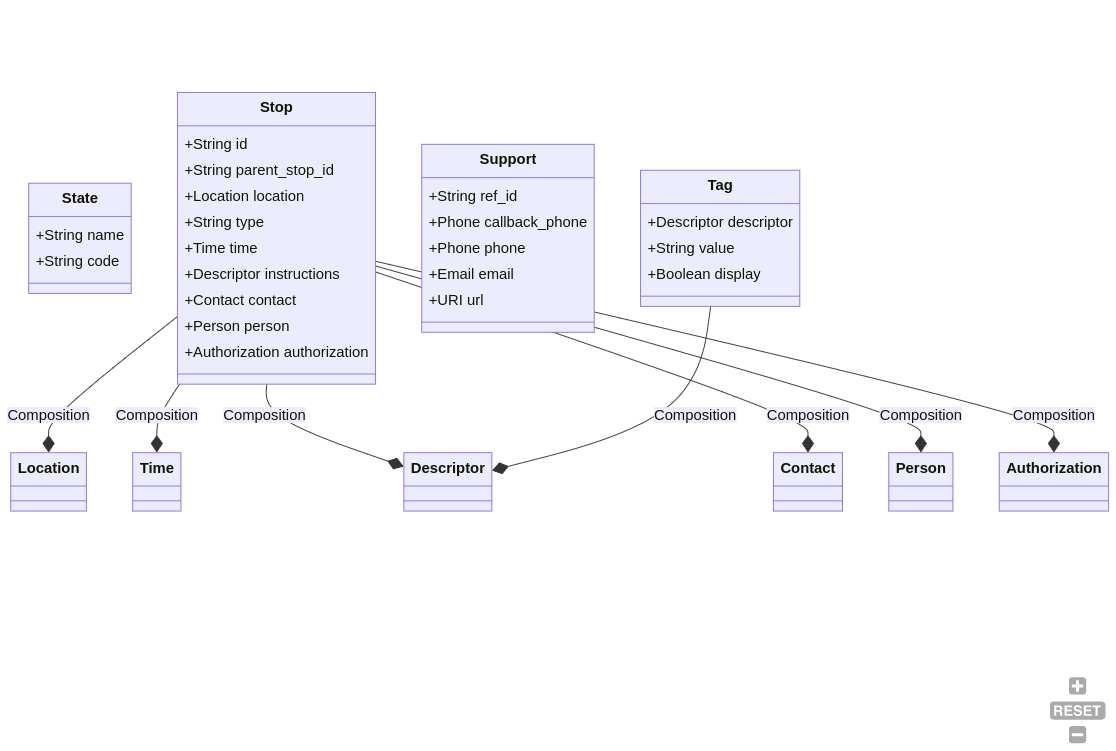 Stop
+String id
+String parent_stop_id
+Location location
+String type
+Time time
+Descriptor instructions
+Contact contact
+Person person
+Authorization authorization
Support
+String ref_id
+Phone callback_phone
+Phone phone
+Email email
+URI url
Tag
+Descriptor descriptor
+String value
+Boolean display
State
+String name
+String code
Composition
Composition
Composition
Composition
Composition
Composition
Composition
Location
Time
Descriptor
Contact
Person
Authorization
RESET